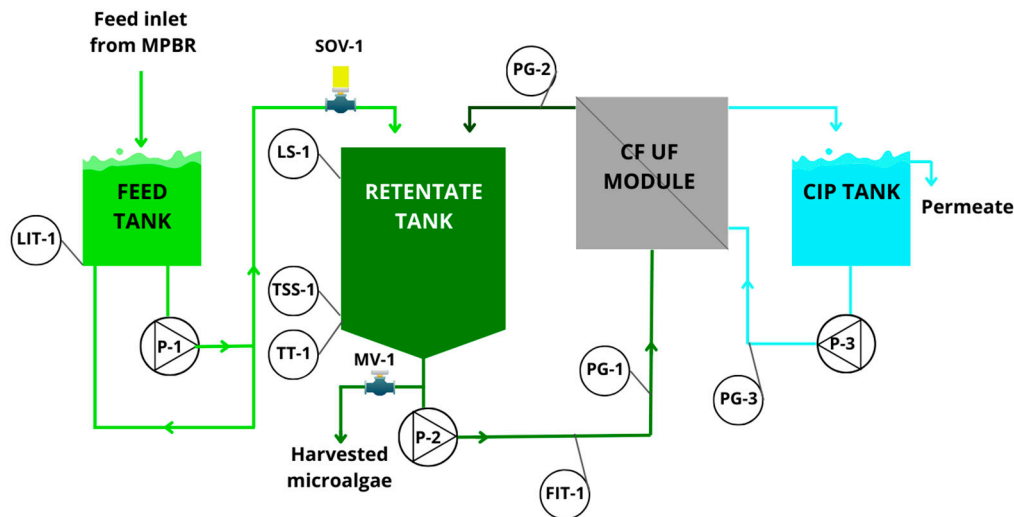 Feed inlet
from MPBR
SOV-1
PG-2
LS-1
CF UF
MODULE
FEED
TANK
RETENTATE
TANK
CIP TANK
Permeate
LIT-1
TSS-1
TT-1
P-1
MV-1
P-3
PG-1
PG-3
P-2
Harvested
microalgae
FIT-1